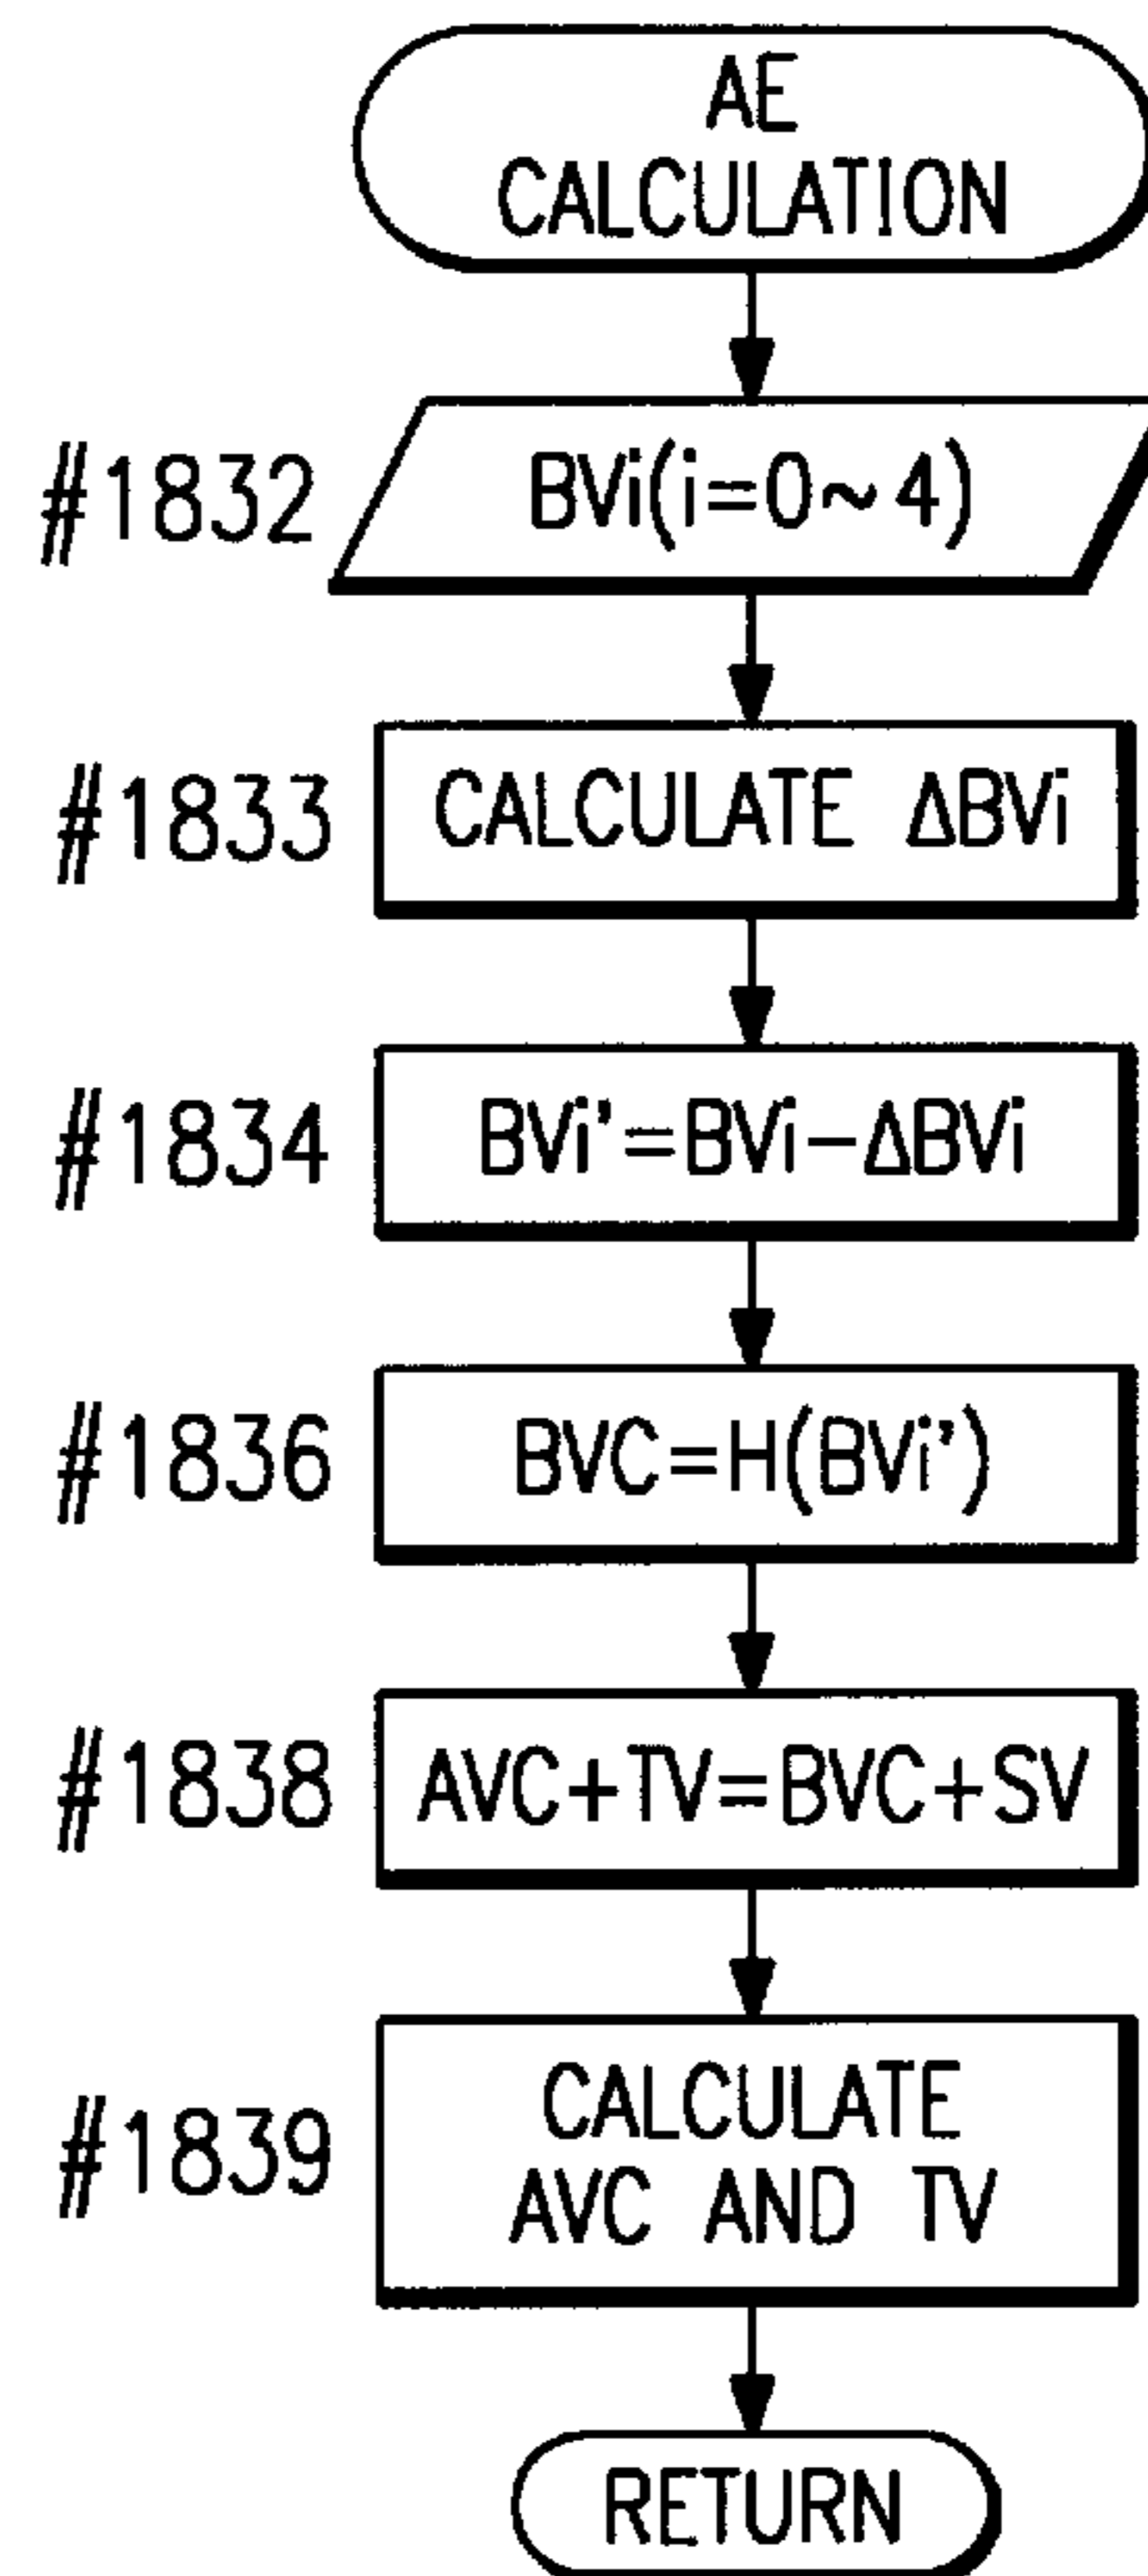 AE
CALCULATION
#1832 BVi(i=0~4)
#1833 CALCULATE ΔBVi
#1834 BVi'=BVi-ΔBVi
#1836 BVC=H(BVi')
#1838 AVC+TV=BVC+SV
#1839 CALCULATE
AVC AND TV
RETURN